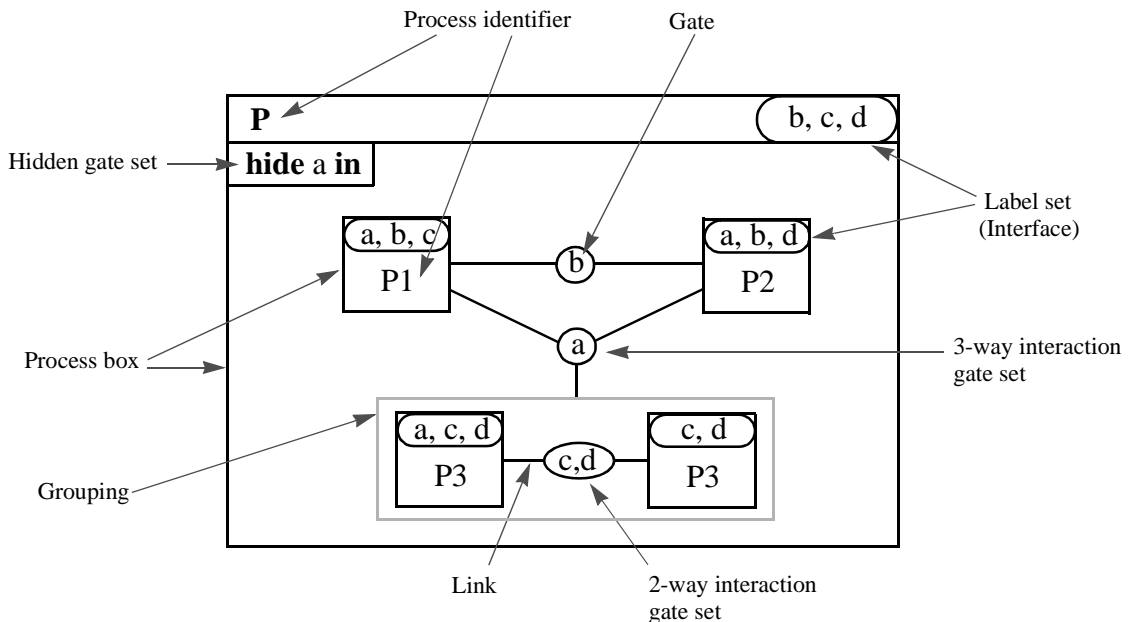 Process identifier
Gate
P
b, c, d
Hidden gate set
hide a in
Label set
(Interface)
a, b, c
a, b, d
b
P1
P2
Process box
a
3-way interaction
gate set
a, c, d
c, d
c,d
P3
P3
Grouping
Link
2-way interaction
gate set